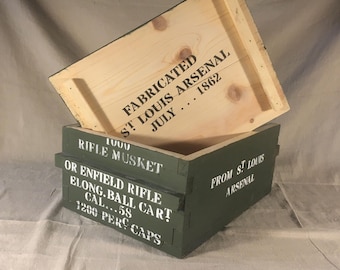 FABRICATED
ST LOUIS ARSENAL
JULY . . . 1862
1000
RIFLE MUSKET
OR ENFIELD RIFLE
ELONG. BALL CART
CAL...58
1200 PERC CAPS
FROM ST LOUIS
ARSENAL